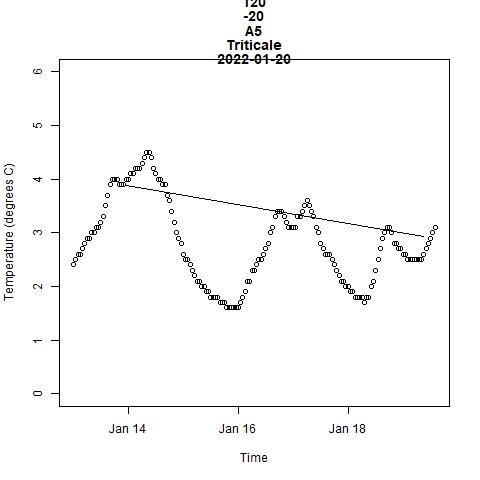 120
-20
A5
Triticale
2022-01-20
6
5
4
3
2
1
0
Temperature (degrees C)
Jan 14
Jan 16
Jan 18
Time